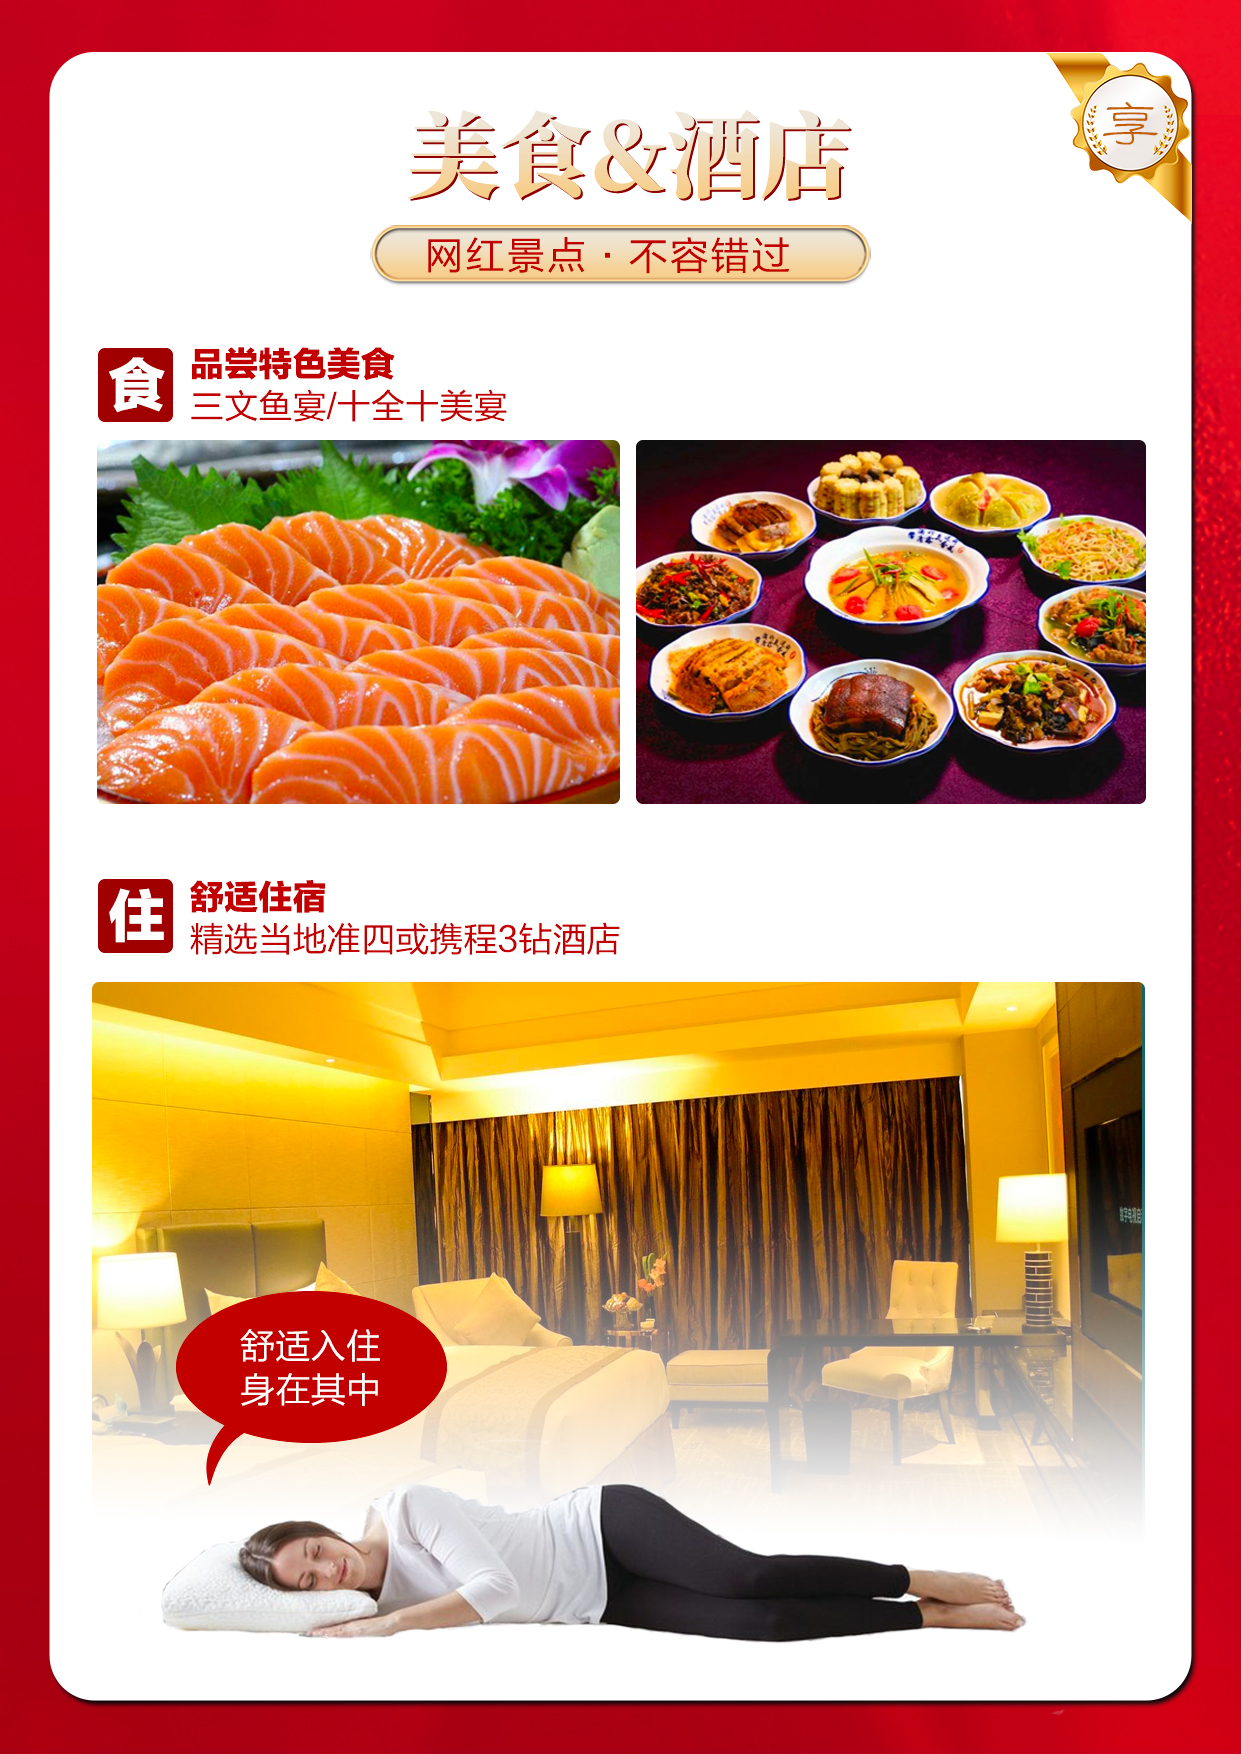 享
美食&酒店
网红景点·不容错过
食
品尝特色美食
三文鱼宴/十全十美宴
住
舒适住宿
精选当地准四或携程3钻酒店
舒适入住
身在其中